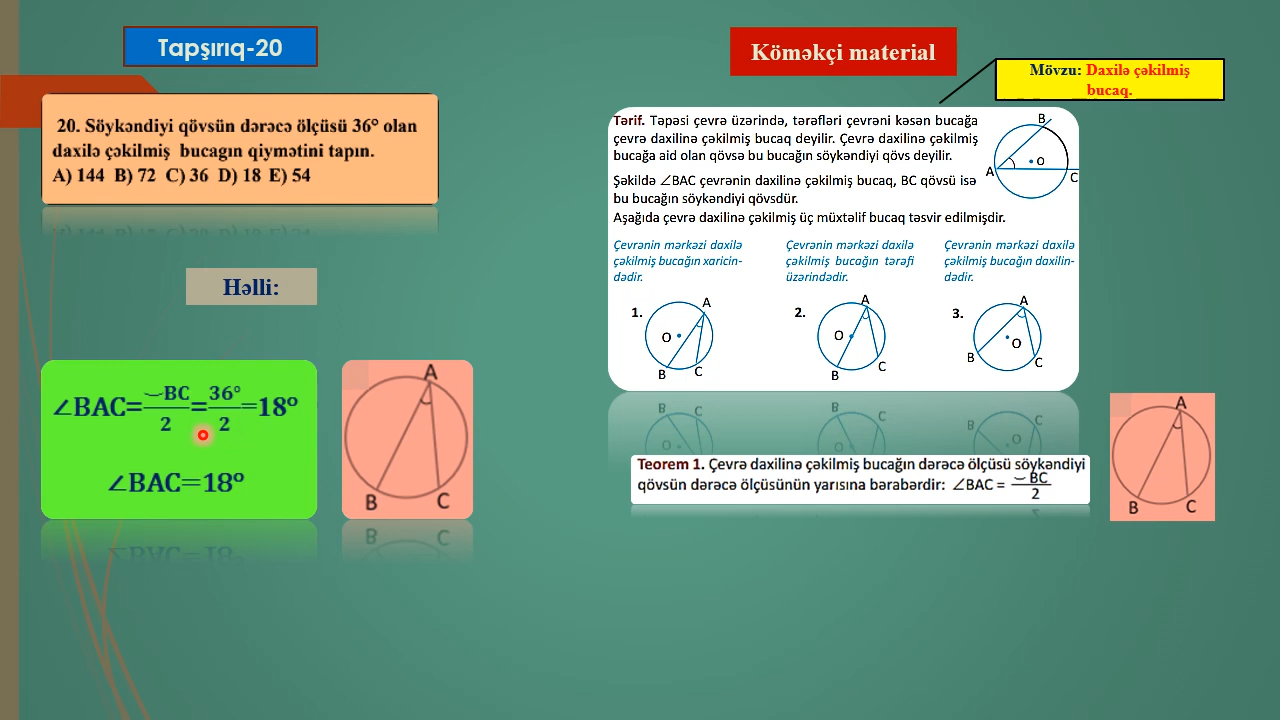 Tapşırıq-20
20. Söykəndiyi qövsün dərəcə ölçüsü 36° olan
daxilə çəkilmiş bucagın qiymətini tapın.
A) 144 B) 72 C) 36 D) 18 E) 54
Həlli:
∠BAC=⌣BC/2=36°/2=18°
∠BAC=18°
A
B
C
Köməkçi material
Mövzu: Daxilə çəkilmiş
bucaq.
Tərif. Təpəsi çevrə üzərində, tərəfləri çevrəni kəsən bucağa
çevrə daxilinə çəkilmiş bucaq deyilir. Çevrə daxilinə çəkilmiş
bucağa aid olan qövsə bu bucağın söykəndiyi qövs deyilir.
Şəkildə ∠BAC çevrənin daxilinə çəkilmiş bucaq, BC qövsü isə
bu bucağın söykəndiyi qövsdür.
Aşağıda çevrə daxilinə çəkilmiş üç müxtəlif bucaq təsvir edilmişdir.
B
O
A
C
Çevrənin mərkəzi daxilə
çəkilmiş bucağın xaricin-
dədir.
Çevrənin mərkəzi daxilə
çəkilmiş bucağın tərəfi
üzərindədir.
Çevrənin mərkəzi daxilə
çəkilmiş bucağın daxilin-
dədir.
1.
A
O
B
C
2.
A
O
B
C
3.
A
O
B
C
Teorem 1. Çevrə daxilinə çəkilmiş bucağın dərəcə ölçüsü söykəndiyi
qövsün dərəcə ölçüsünün yarısına bərabərdir: ∠BAC = ⌣BC/2
A
B
C